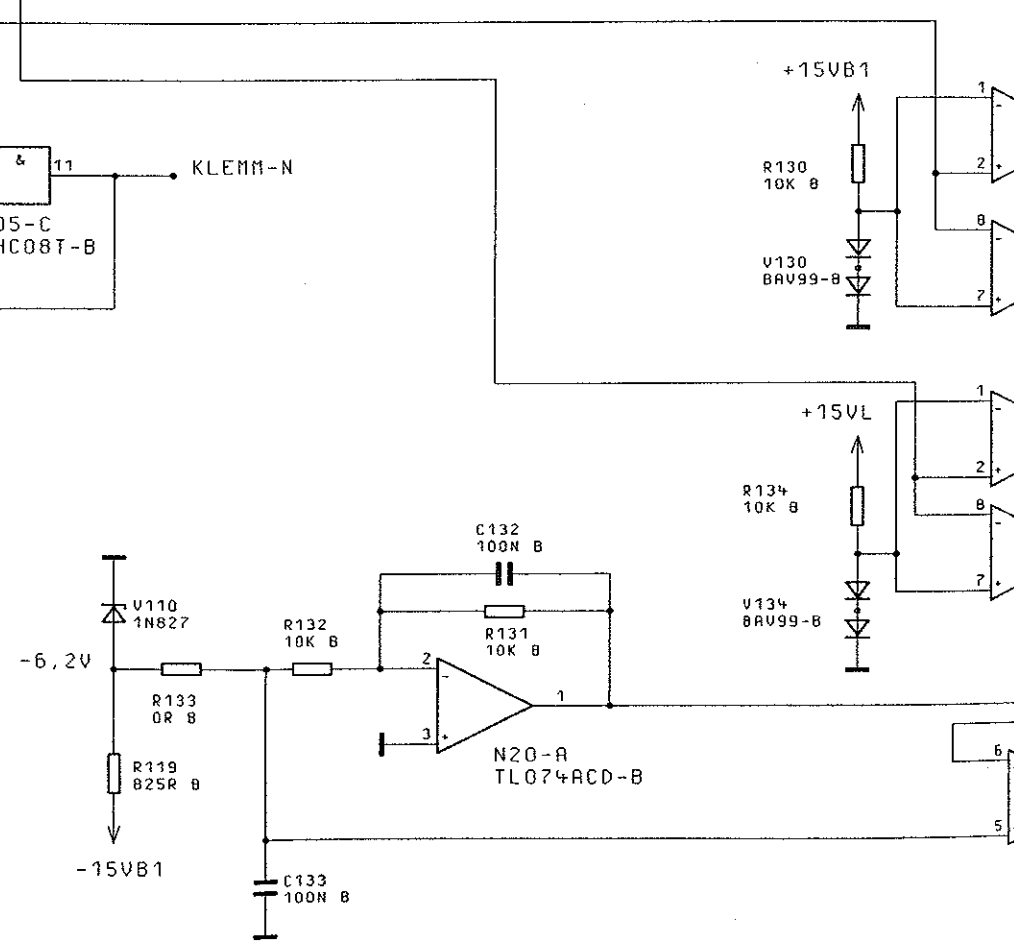 +15VB1
1
-
&
11
KLEMM-N
R130
10K B
2
+
05-C
HC08T-B
8
-
V130
BAV99-B
7
+
1
-
+15VL
2
+
R134
10K B
8
-
C132
100N B
7
+
V110
1N827
R132
10K B
R131
10K B
V134
BAV99-B
-6,2V
2
-
R133
0R B
1
3
+
N20-A
TL074ACD-B
6
R119
825R B
5
-15VB1
C133
100N B